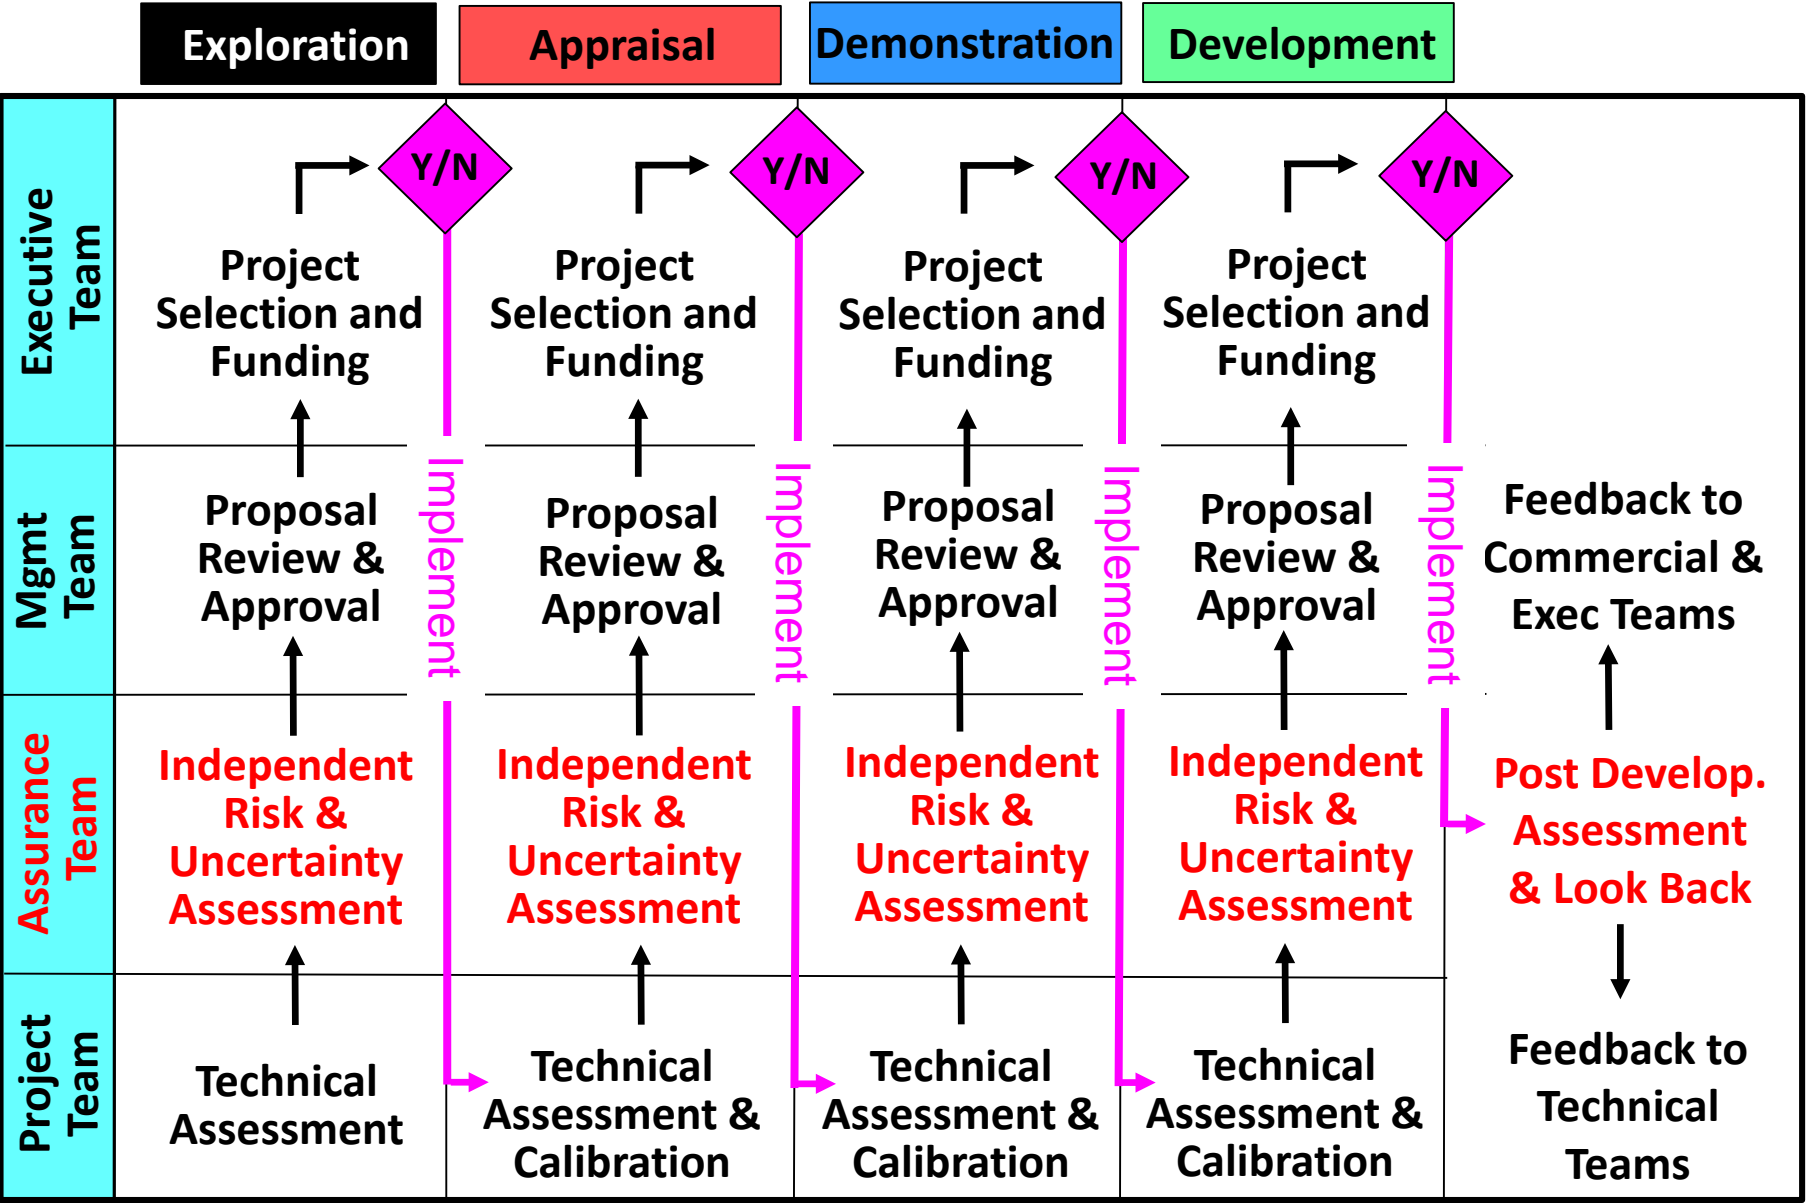 Exploration
Appraisal
Demonstration
Development
Executive
Team
Y/N
Y/N
Y/N
Y/N
Project
Selection and
Funding
Project
Selection and
Funding
Project
Selection and
Funding
Project
Selection and
Funding
Mgmt
Team
Proposal
Review &
Approval
Implement
Proposal
Review &
Approval
Implement
Proposal
Review &
Approval
Implement
Proposal
Review &
Approval
Implement
Feedback to
Commercial &
Exec Teams
Assurance
Team
Independent
Risk &
Uncertainty
Assessment
Independent
Risk &
Uncertainty
Assessment
Independent
Risk &
Uncertainty
Assessment
Independent
Risk &
Uncertainty
Assessment
Post Develop.
Assessment
& Look Back
Project
Team
Technical
Assessment
Technical
Assessment &
Calibration
Technical
Assessment &
Calibration
Technical
Assessment &
Calibration
Feedback to
Technical
Teams